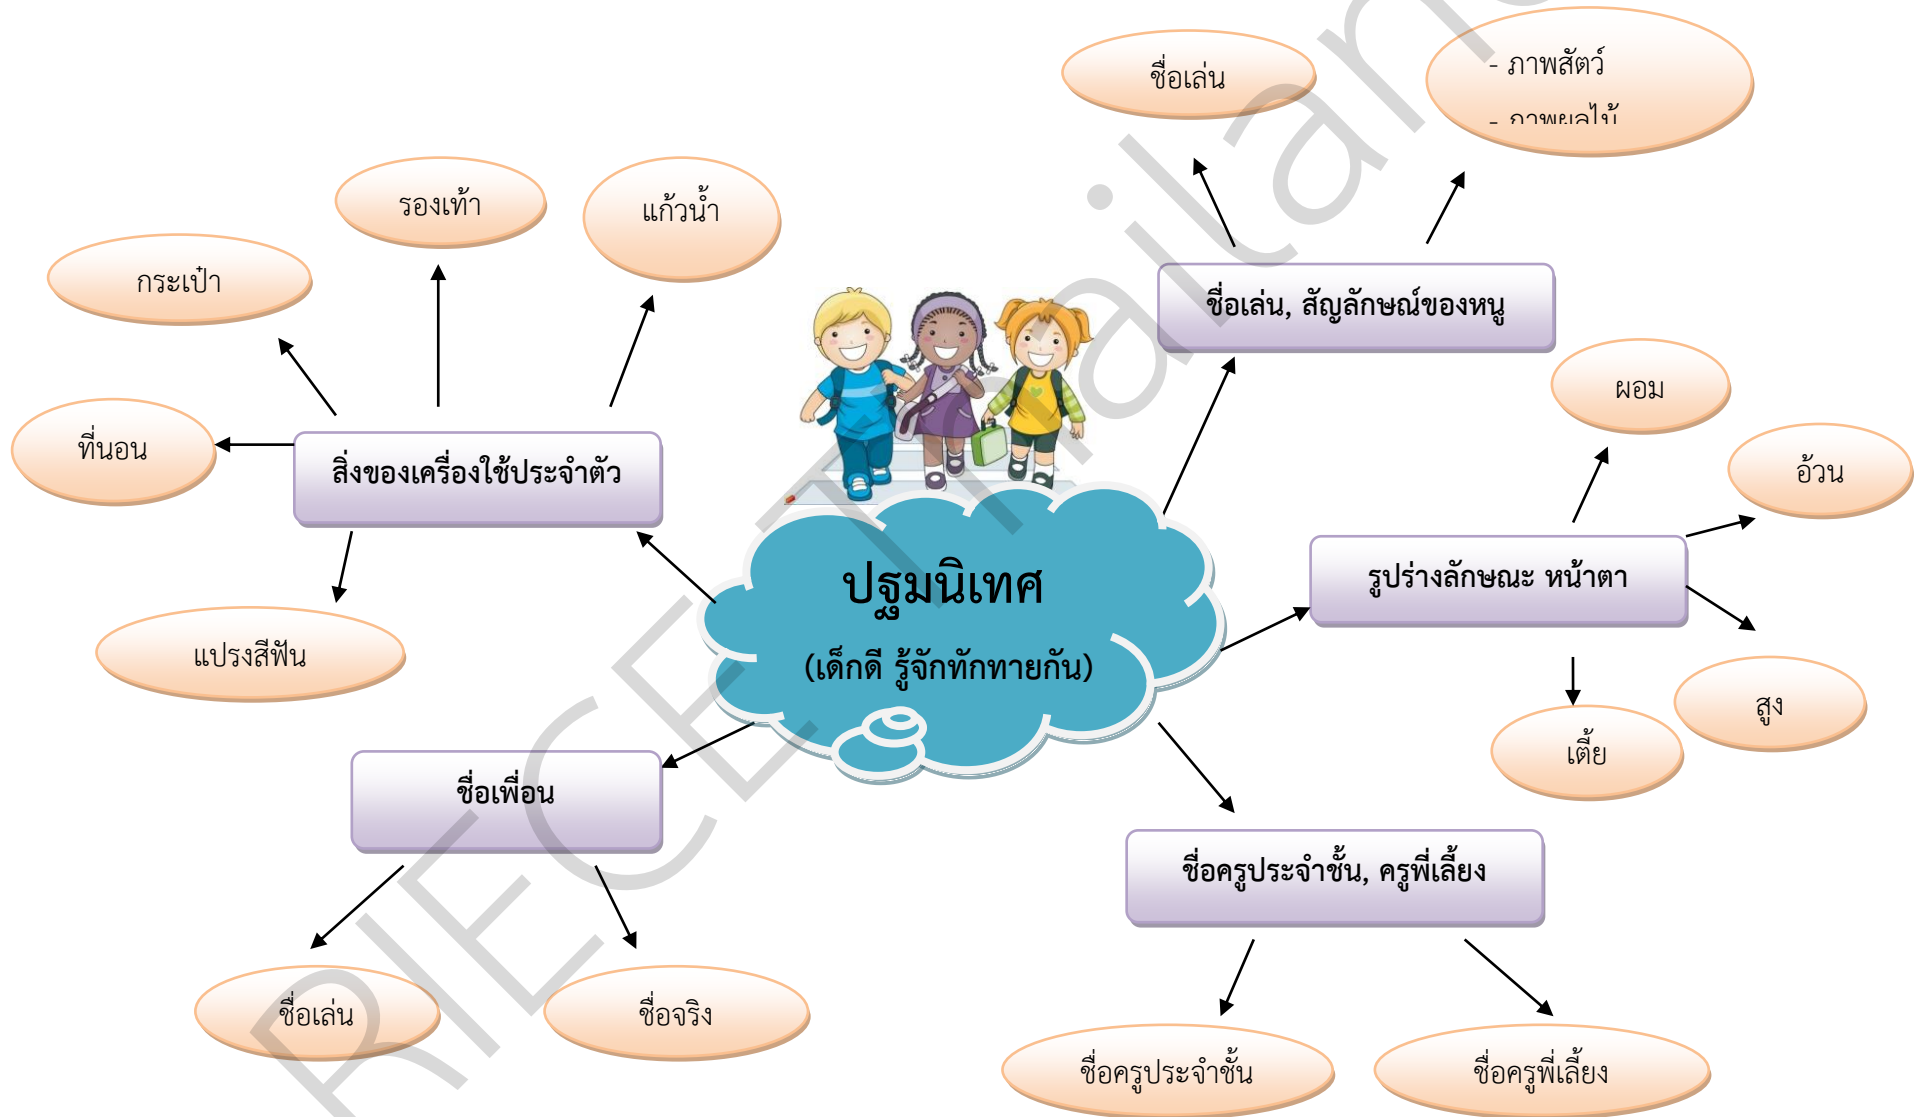 ชื่อเล่น
- ภาพสัตว์
- ภาพผลไม้
รองเท้า
แก้วน้ำ
กระเป๋า
ชื่อเล่น, สัญลักษณ์ของหนู
ผอม
ที่นอน
สิ่งของเครื่องใช้ประจำตัว
อ้วน
ปฐมนิเทศ
(เด็กดี รู้จักทักทายกัน)
รูปร่างลักษณะ หน้าตา
แปรงสีฟัน
สูง
เตี้ย
ชื่อเพื่อน
ชื่อครูประจำชั้น, ครูพี่เลี้ยง
ชื่อเล่น
ชื่อจริง
ชื่อครูประจำชั้น
ชื่อครูพี่เลี้ยง
RIECE Thailand